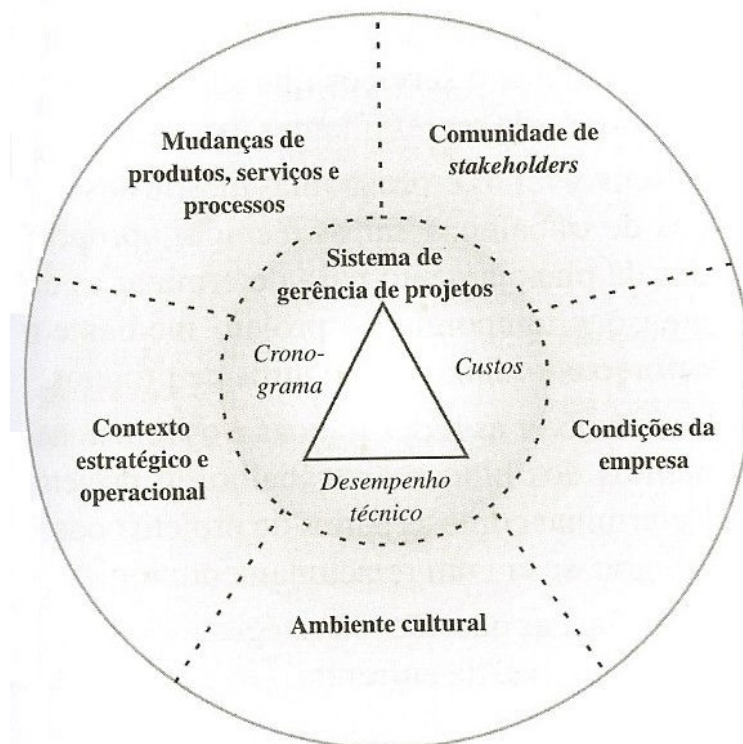 Mudanças de
produtos, serviços e
processos
Comunidade de
stakeholders
Sistema de
gerência de projetos
Crono-
grama
Custos
Contexto
estratégico e
operacional
Condições da
empresa
Desempenho
técnico
Ambiente cultural